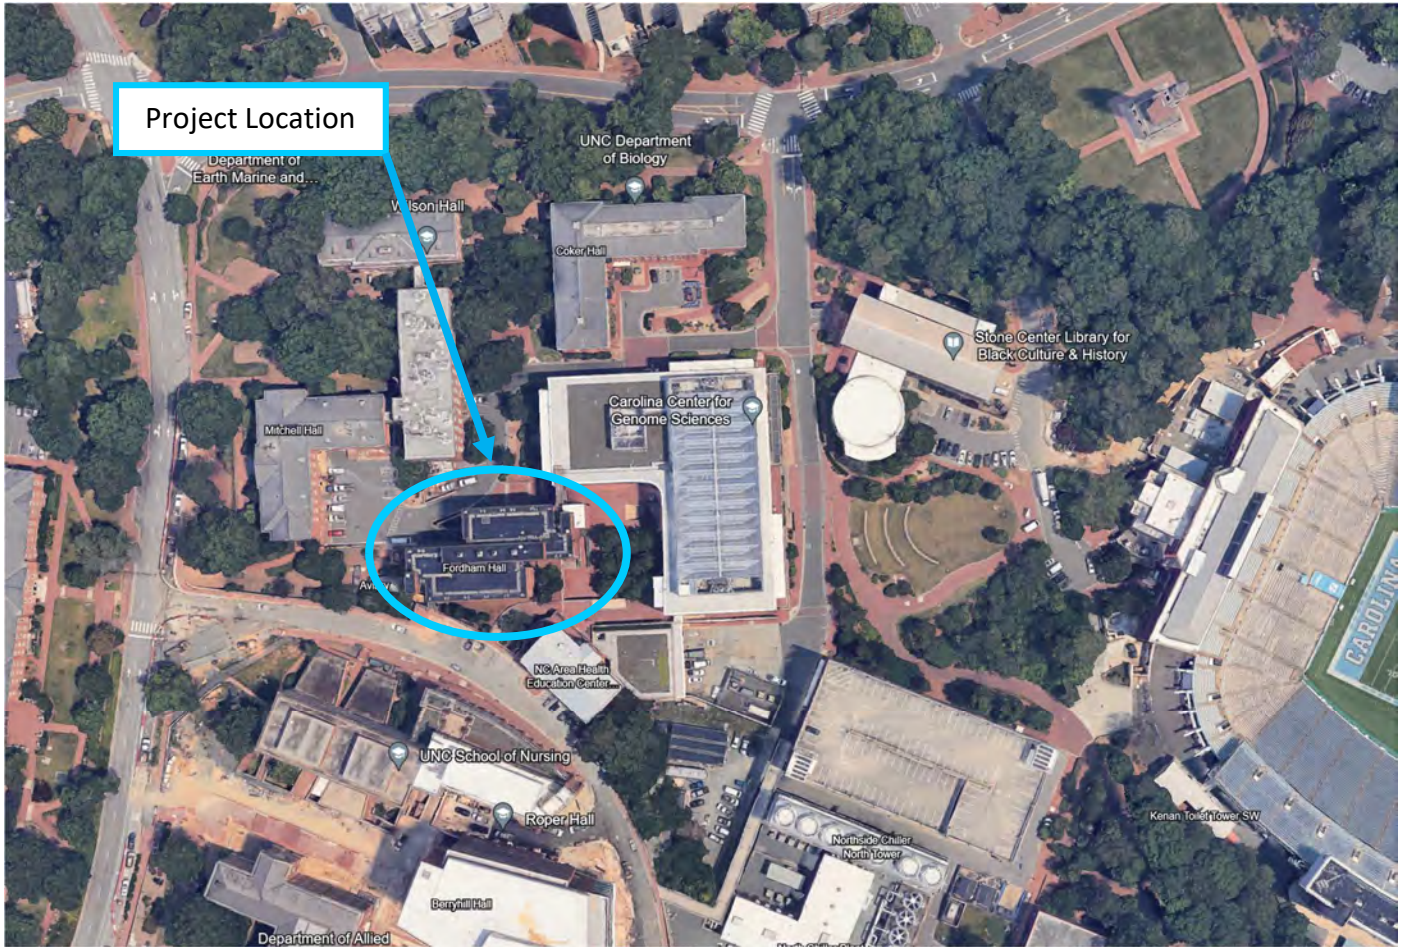 Project Location
UNC Department
of Biology
Department of
Earth Marine and...
Wilson Hall
Coker Hall
Stone Center Library for
Black Culture & History
Carolina Center for
Genome Sciences
Mitchell Hall
Fordham Hall
Aviary
CAROLINA
NC Area Health
Education Center...
UNC School of Nursing
Roper Hall
Kenan Toilet Tower SW
Northside Chiller
North Tower
Berryhill Hall
Department of Allied